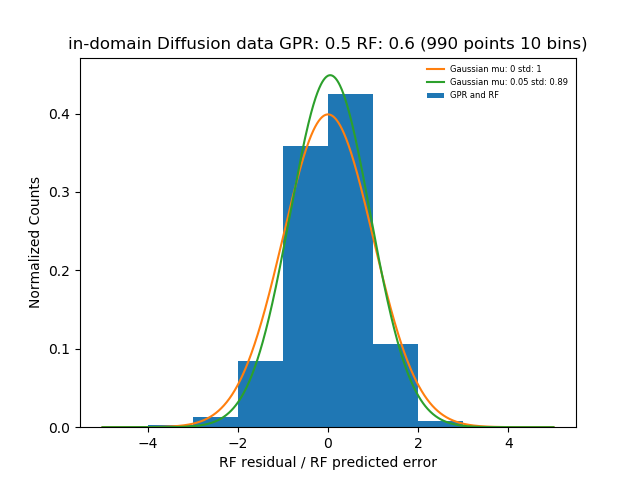 in-domain Diffusion data GPR: 0.5 RF: 0.6 (990 points 10 bins)
Gaussian mu: 0 std: 1
Gaussian mu: 0.05 std: 0.89
GPR and RF
Normalized Counts
0.4
0.3
0.2
0.1
0.0
−4 −2 0 2 4
RF residual / RF predicted error